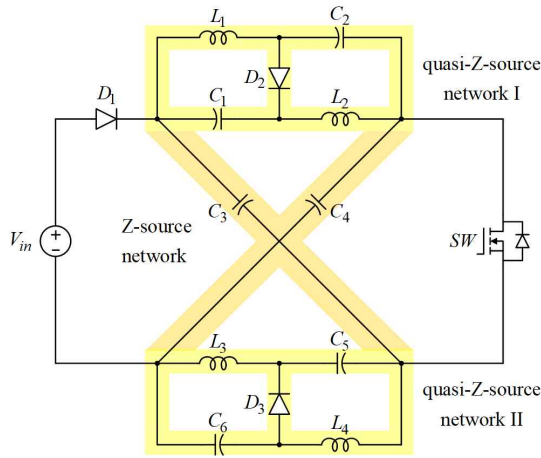 L1
C2
quasi-Z-source
network I
D2
D1
C1
L2
C3
C4
Z-source
network
Vin
SW
L3
C5
quasi-Z-source
network II
D3
C6
L4